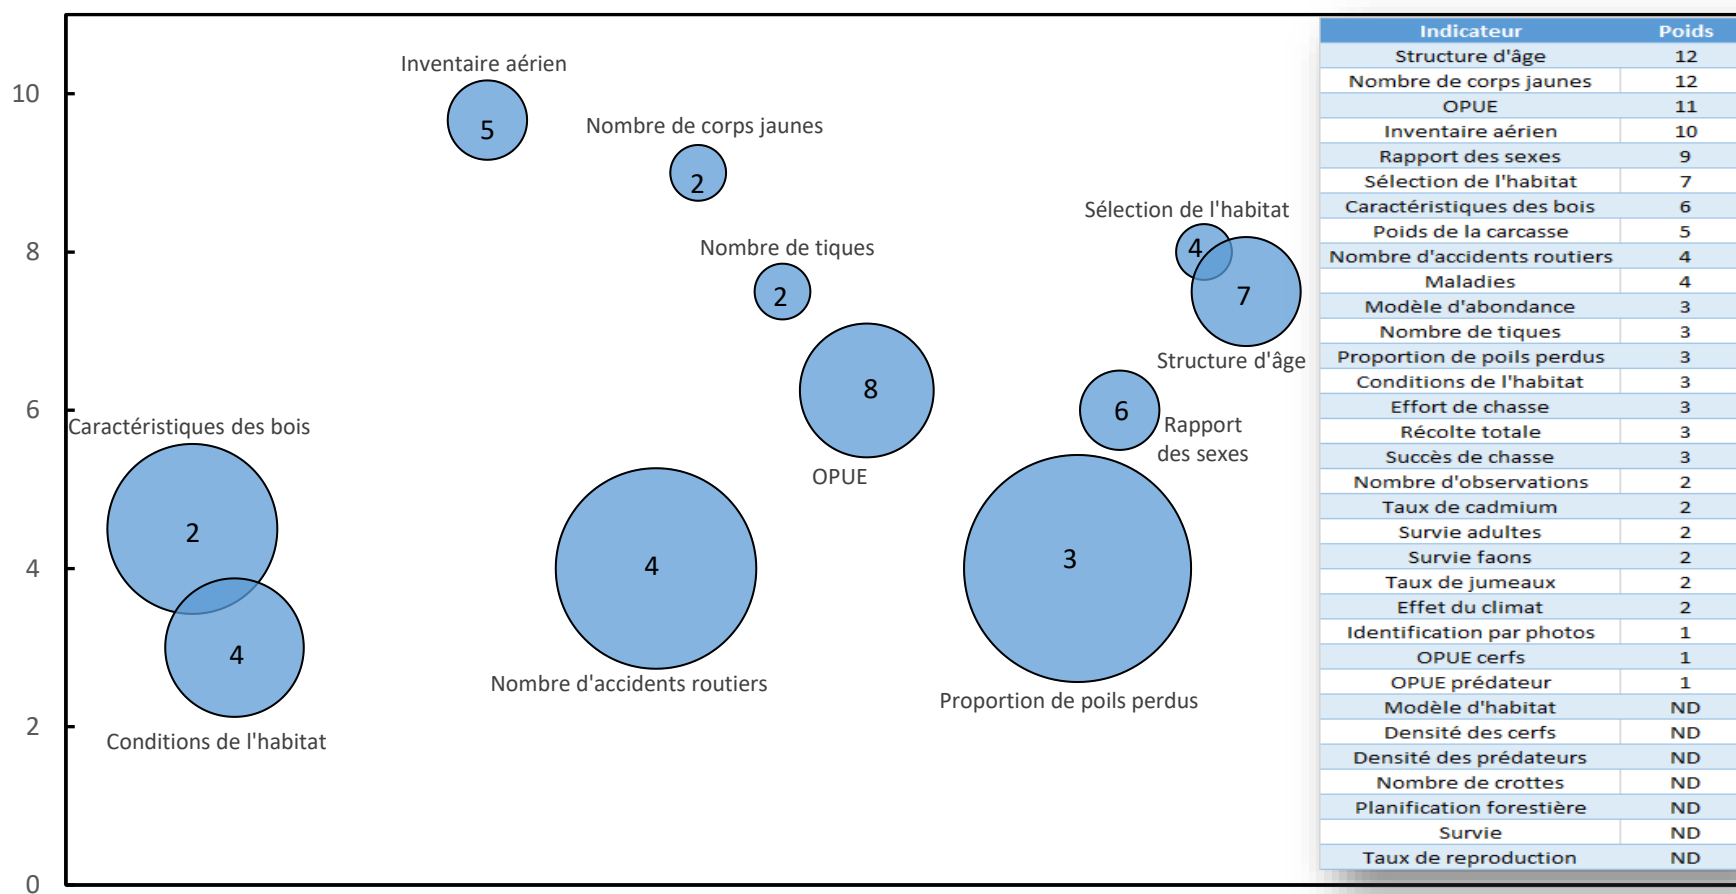 10
8
6
4
2
0
Inventaire aérien
5
Nombre de corps jaunes
2
Sélection de l'habitat
4
Nombre de tiques
2
7
Structure d'âge
8
OPUE
6
Rapport
des sexes
Caractéristiques des bois
2
4
Conditions de l'habitat
4
Nombre d'accidents routiers
3
Proportion de poils perdus
Indicateur Poids
Structure d'âge 12
Nombre de corps jaunes 12
OPUE 11
Inventaire aérien 10
Rapport des sexes 9
Sélection de l'habitat 7
Caractéristiques des bois 6
Poids de la carcasse 5
Nombre d'accidents routiers 4
Maladies 4
Modèle d'abondance 3
Nombre de tiques 3
Proportion de poils perdus 3
Conditions de l'habitat 3
Effort de chasse 3
Récolte totale 3
Succès de chasse 3
Nombre d'observations 2
Taux de cadmium 2
Survie adultes 2
Survie faons 2
Taux de jumeaux 2
Effet du climat 2
Identification par photos 1
OPUE cerfs 1
OPUE prédateur 1
Modèle d'habitat ND
Densité des cerfs ND
Densité des prédateurs ND
Nombre de crottes ND
Planification forestière ND
Survie ND
Taux de reproduction ND